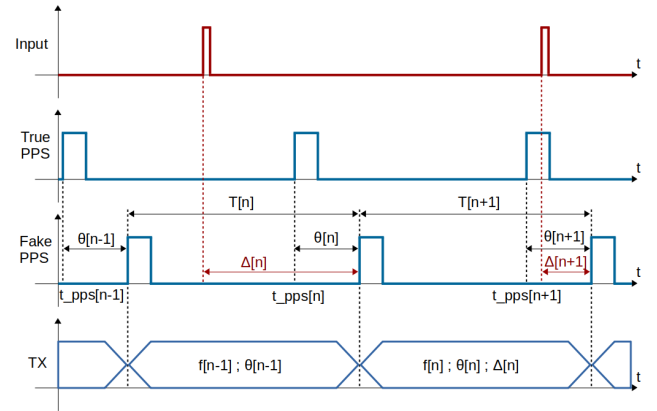 Input
t
True
PPS
t
T[n]
T[n+1]
Fake
PPS
θ[n-1]
θ[n]
θ[n+1]
Δ[n]
Δ[n+1]
t
t_pps[n-1]
t_pps[n]
t_pps[n+1]
TX
f[n-1] ; θ[n-1]
f[n] ; θ[n] ; Δ[n]
t